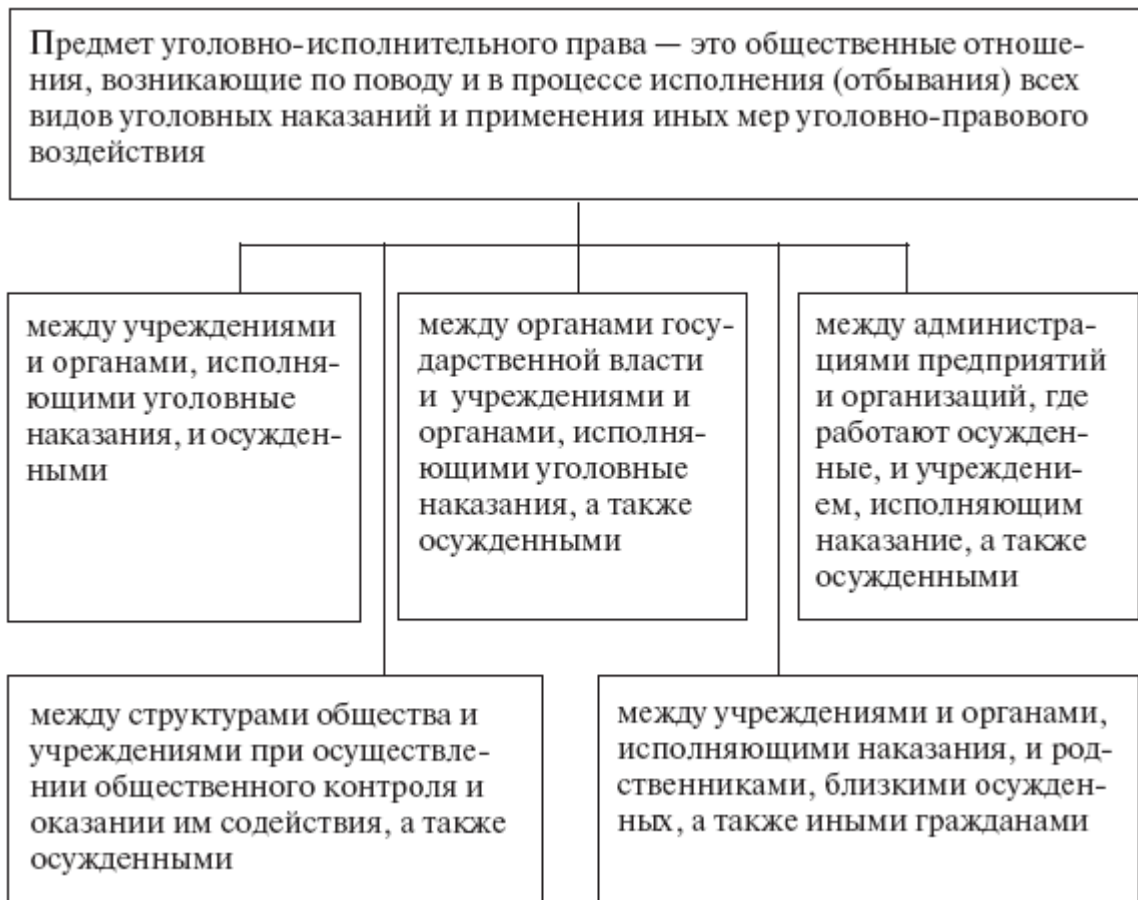 Предмет уголовно-исполнительного права — это общественные отноше-
ния, возникающие по поводу и в процессе исполнения (отбывания) всех
видов уголовных наказаний и применения иных мер уголовно-правового
воздействия
между учреждениями
и органами, исполня-
ющими уголовные
наказания, и осужден-
ными
между органами госу-
дарственной власти
и учреждениями и
органами, исполня-
ющими уголовные
наказания, а также
осужденными
между администра-
циями предприятий
и организаций, где
работают осужден-
ные, и учреждени-
ем, исполняющим
наказание, а также
осужденными
между структурами общества и
учреждениями при осуществле-
нии общественного контроля и
оказании им содействия, а также
осужденными
между учреждениями и органами,
исполняющими наказания, и род-
ственниками, близкими осужден-
ных, а также иными гражданами